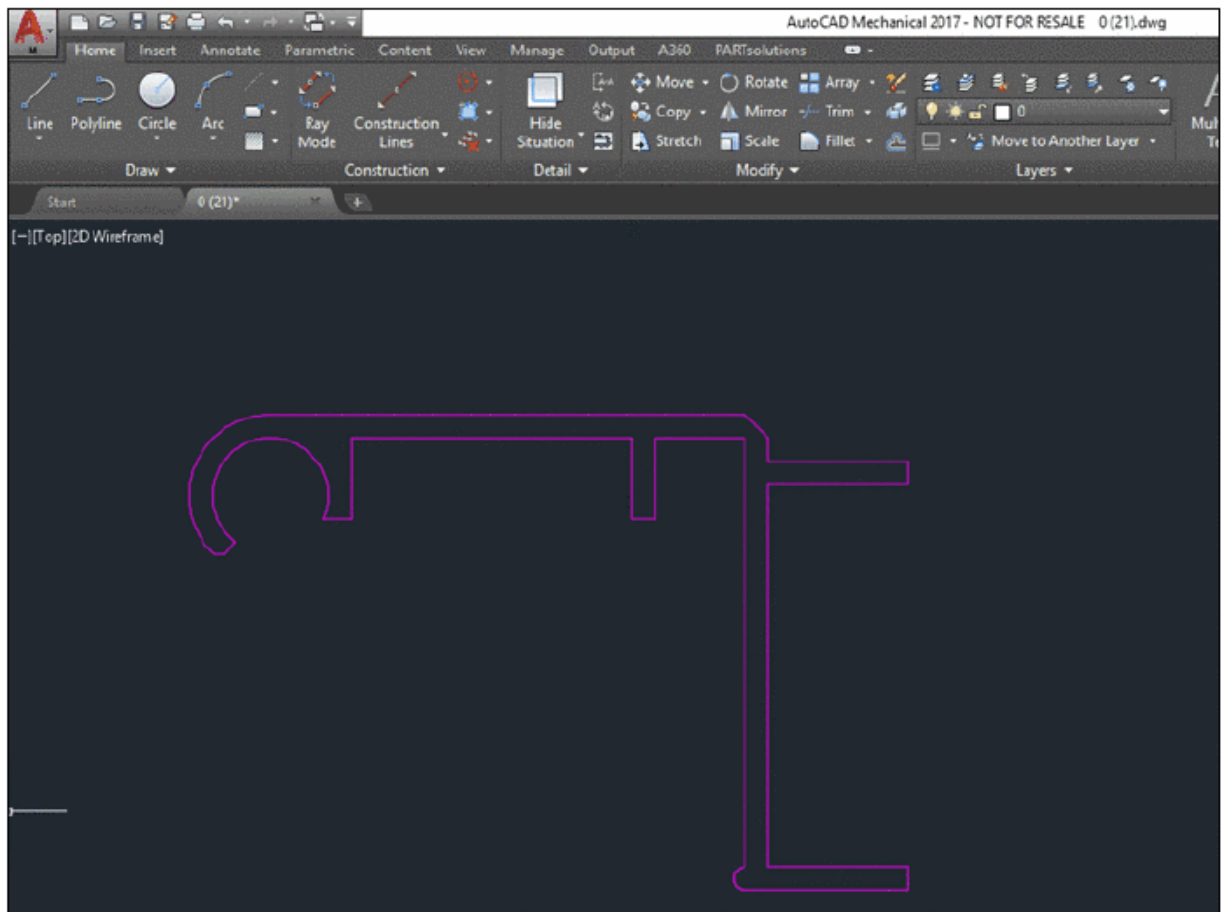 AutoCAD Mechanical 2017 - NOT FOR RESALE 0 (21).dwg
M
Home Insert Annotate Parametric Content View Manage Output A360 PARTsolutions
Move Rotate Array
0
Copy Mirror Trim
Line Polyline Circle Arc Ray Mode Construction Lines Hide Situation
Stretch Scale Fillet Move to Another Layer
Draw Construction Detail Modify Layers
Start 0 (21)*
[−][Top][2D Wireframe]